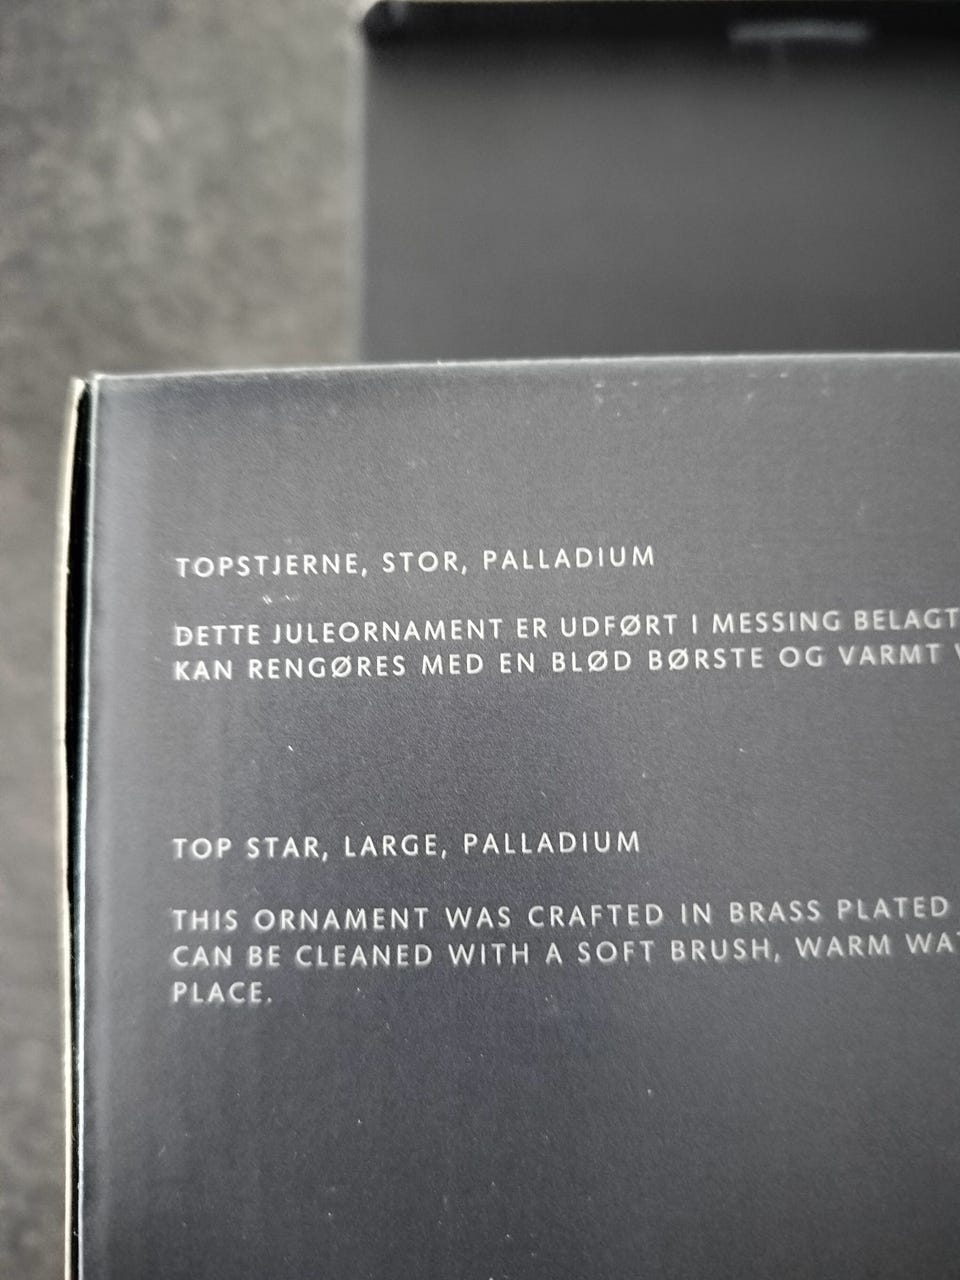 TOPSTJERNE, STOR, PALLADIUM
DETTE JULEORNAMENT ER UDFØRT I MESSING BELAGT
KAN RENGØRES MED EN BLØD BØRSTE OG VARMT
TOP STAR, LARGE, PALLADIUM
THIS ORNAMENT WAS CRAFTED IN BRASS PLATED
CAN BE CLEANED WITH A SOFT BRUSH, WARM
PLACE.